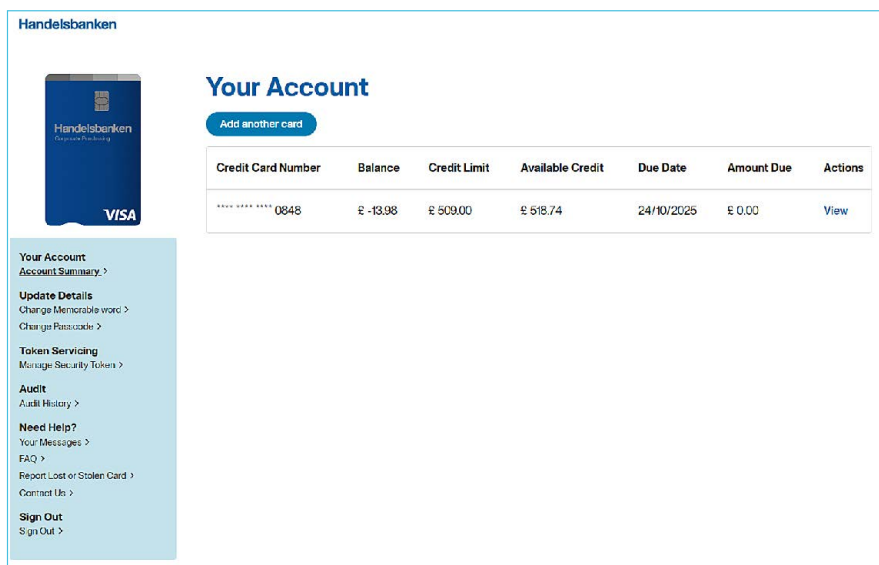 Handelsbanken
Handelsbanken
Corporate Purchasing
VISA
Your Account
Account Summary >
Update Details
Change Memorable word >
Change Passcode >
Token Servicing
Manage Security Token >
Audit
Audit History >
Need Help?
Your Messages >
FAQ >
Report Lost or Stolen Card >
Contact Us >
Sign Out
Sign Out >
Your Account
Add another card
Credit Card Number Balance Credit Limit Available Credit Due Date Amount Due Actions
**** **** **** 0848 £ -13.98 £ 509.00 £ 518.74 24/10/2025 £ 0.00 View